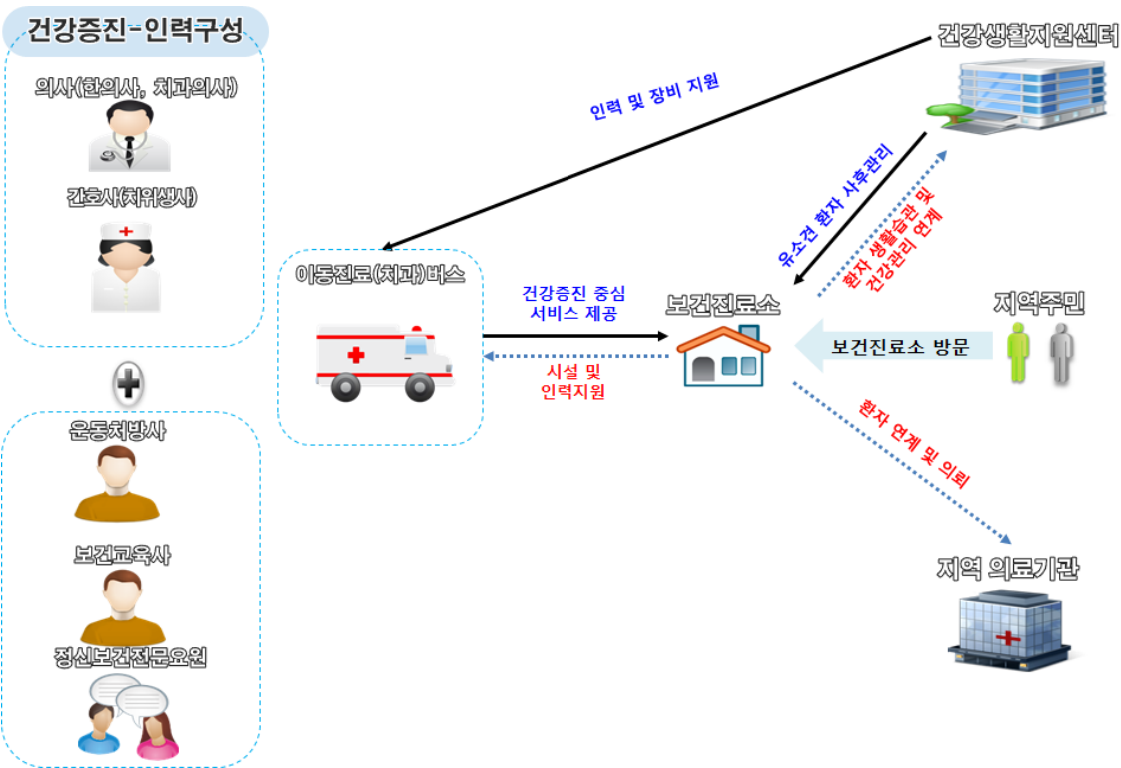 건강증진-인력구성
의사(한의사, 치과의사)
간호사(치위생사)
운동처방사
보건교육사
정신보건전문요원
건강생활지원센터
인력 및 장비 지원
유소견 환자 사후관리
환자 생활습관 및
건강관리 연계
이동진료(치과)버스
건강증진 중심
서비스 제공
시설 및
인력지원
보건진료소
지역주민
보건진료소 방문
환자 연계 및 의뢰
지역 의료기관